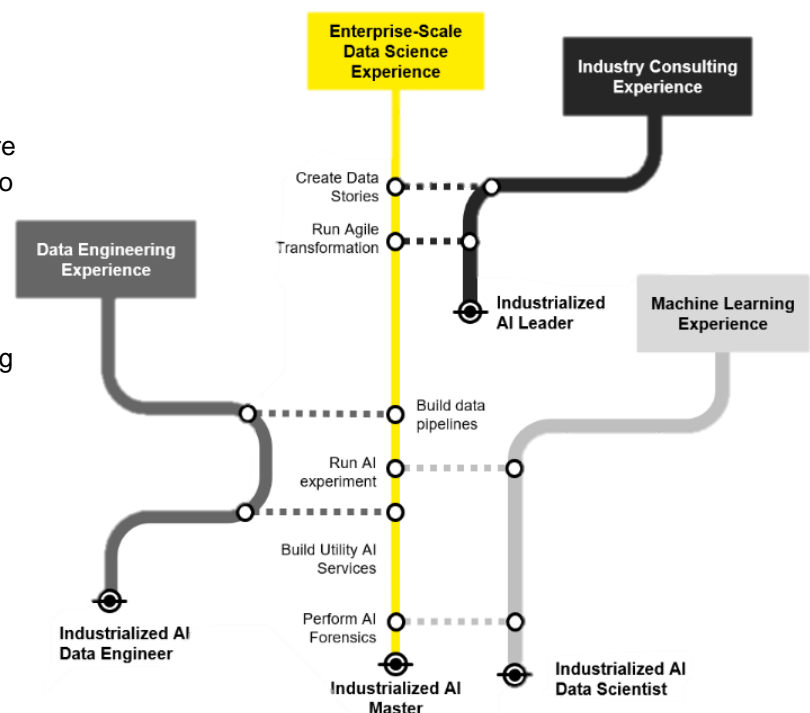 Enterprise-Scale
Data Science
Experience
Industry Consulting
Experience
re
o
Create Data
Stories
Run Agile
Transformation
Data Engineering
Experience
Industrialized
AI Leader
Machine Learning
Experience
g
Build data
pipelines
Run AI
experiment
Build Utility AI
Services
Perform AI
Forensics
Industrialized AI
Data Engineer
Industrialized AI
Master
Industrialized AI
Data Scientist